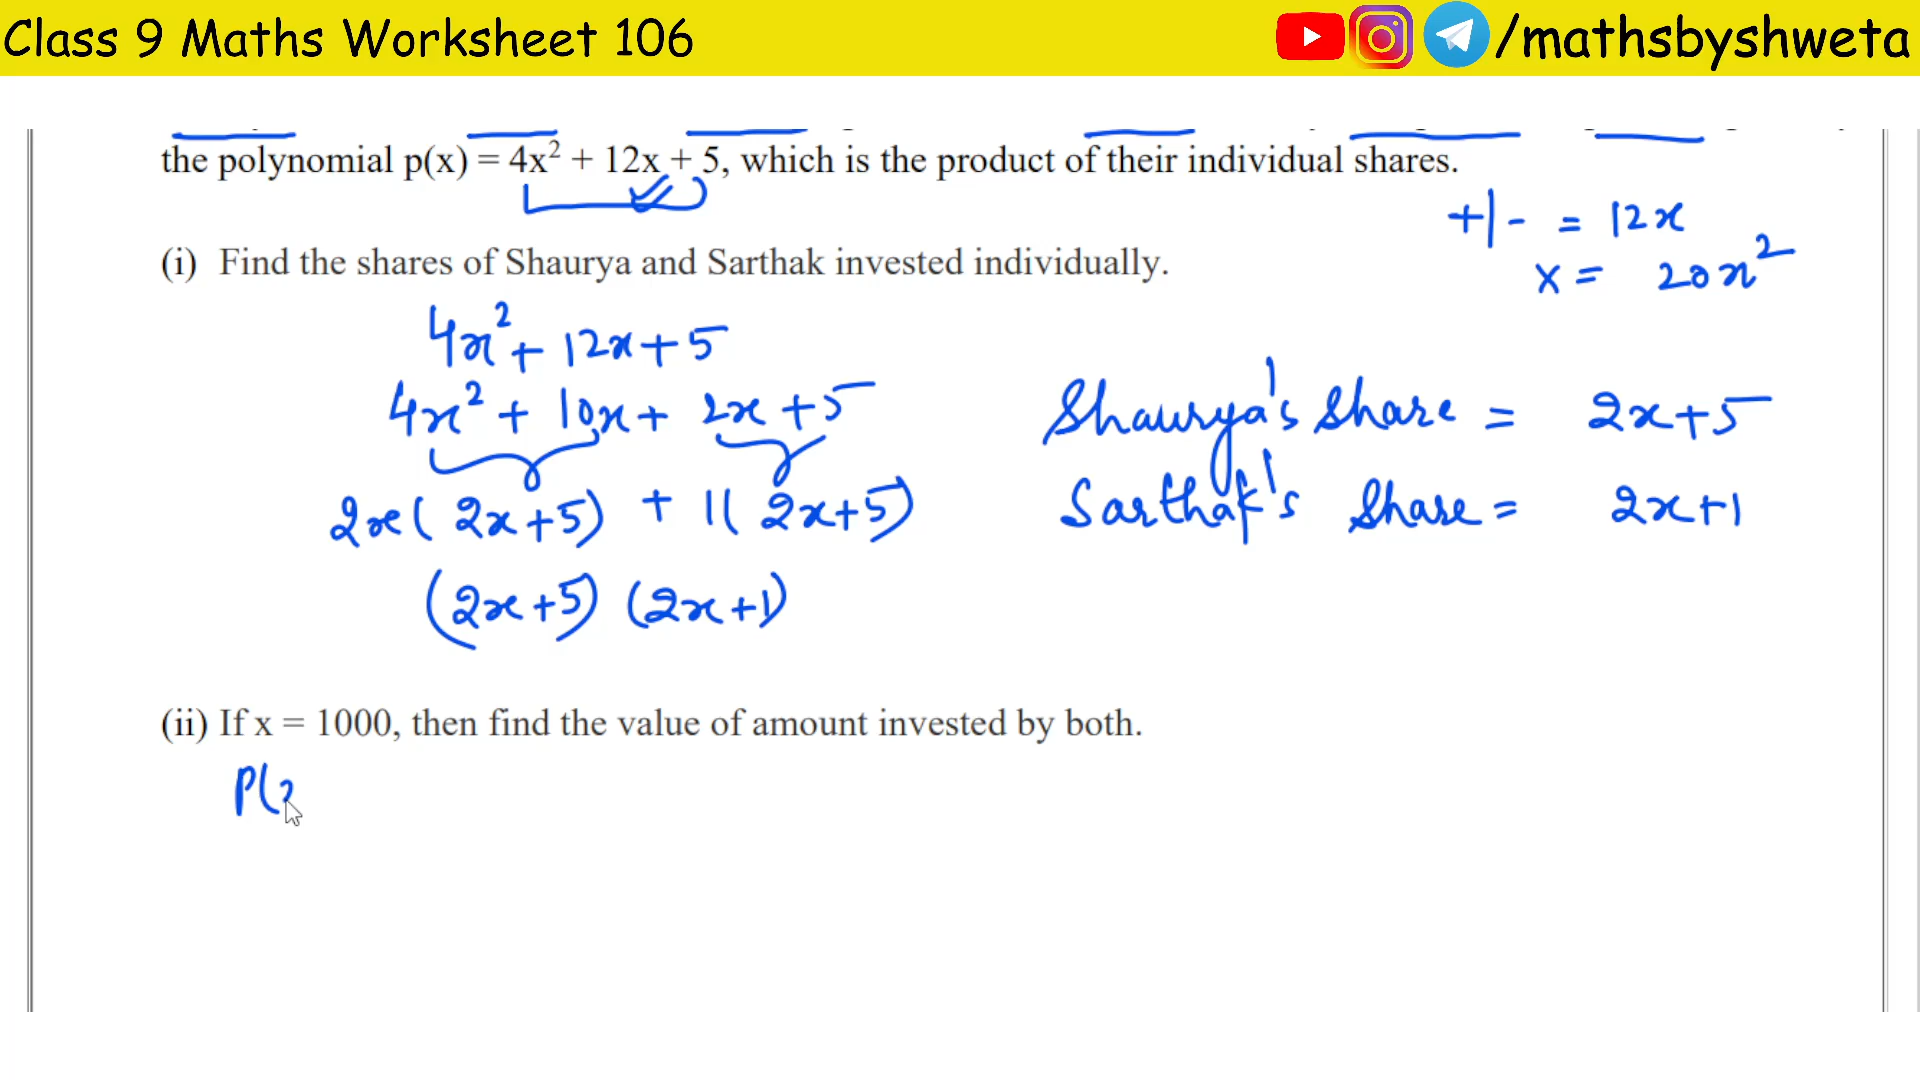 Class 9 Maths Worksheet 106
/mathsbyshweta
the polynomial p(x) = 4x² + 12x + 5, which is the product of their individual shares.
+/- = 12x
x = 20x²
(i) Find the shares of Shaurya and Sarthak invested individually.
4x² + 12x + 5
4x² + 10x + 2x + 5
2x(2x+5) + 1(2x+5)
(2x+5) (2x+1)
Shaurya's Share = 2x+5
Sarthak's Share = 2x+1
(ii) If x = 1000, then find the value of amount invested by both.
P(